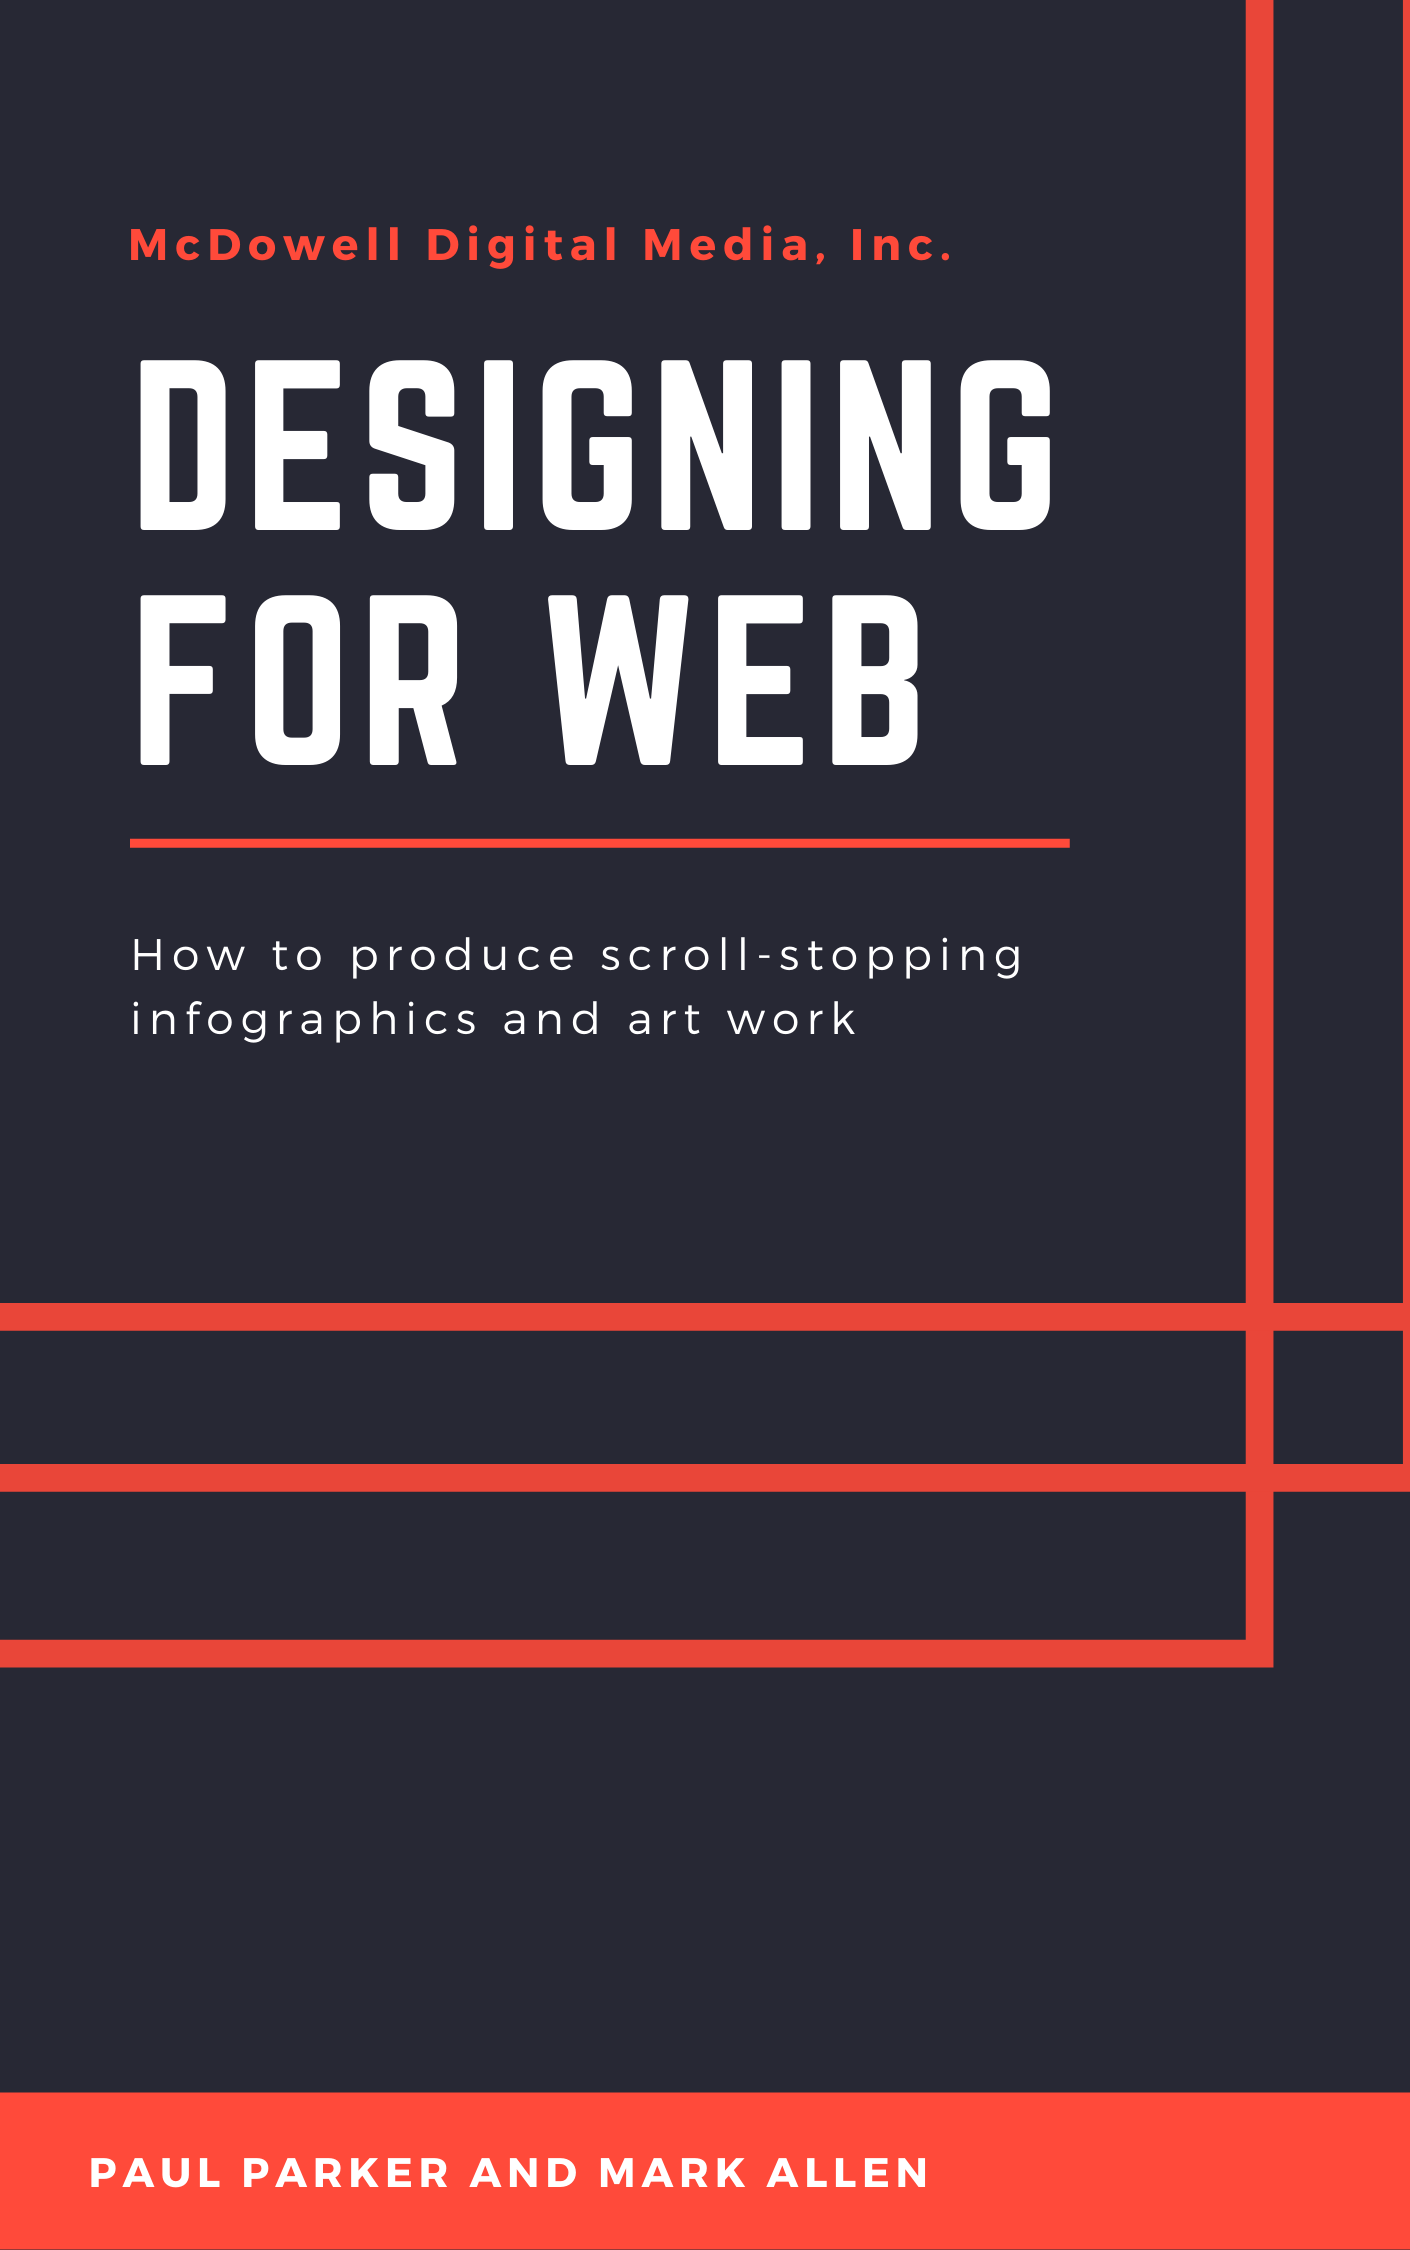 McDowell Digital Media, Inc.
DESIGNING
FOR WEB
How to produce scroll-stopping
infographics and art work
PAUL PARKER AND MARK ALLEN